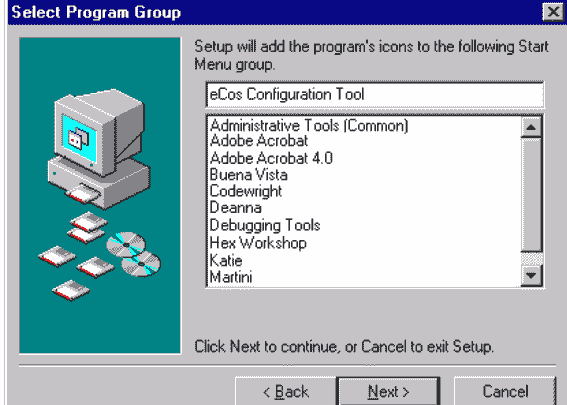 Select Program Group
Setup will add the program's icons to the following Start
Menu group.
eCos Configuration Tool
Administrative Tools (Common)
Adobe Acrobat
Adobe Acrobat 4.0
Buena Vista
Codewright
Deanna
Debugging Tools
Hex Workshop
Katie
Martini
Click Next to continue, or Cancel to exit Setup.
< Back
Next >
Cancel